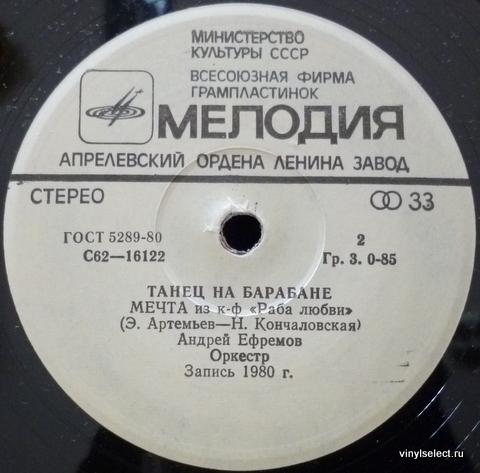 МИНИСТЕРСТВО
КУЛЬТУРЫ СССР
ВСЕСОЮЗНАЯ ФИРМА
ГРАМПЛАСТИНОК
МЕЛОДИЯ
АПРЕЛЕВСКИЙ ОРДЕНА ЛЕНИНА ЗАВОД
СТЕРЕО 33
ГОСТ 5289-80 2
С62—16122 Гр. 3. 0-85
ТАНЕЦ НА БАРАБАНЕ
МЕЧТА из к-ф «Раба любви»
(Э. Артемьев—Н. Кончаловская)
Андрей Ефремов
Оркестр
Запись 1980 г.
vinylselect.ru